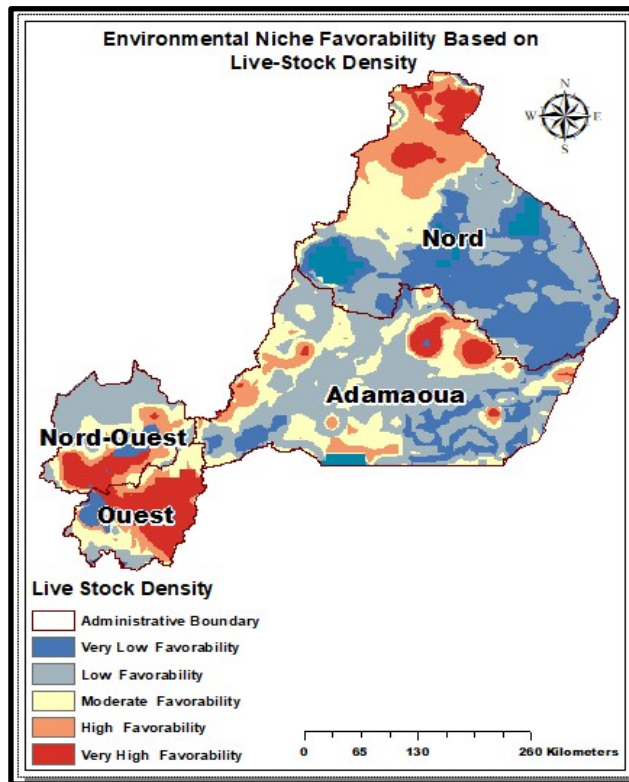 Environmental Niche Favorability Based on
Live-Stock Density
N
W E
S
Nord
Adamaoua
Nord-Ouest
Ouest
Live Stock Density
Administrative Boundary
Very Low Favorability
Low Favorability
Moderate Favorability
High Favorability
Very High Favorability
0 65 130 260 Kilometers